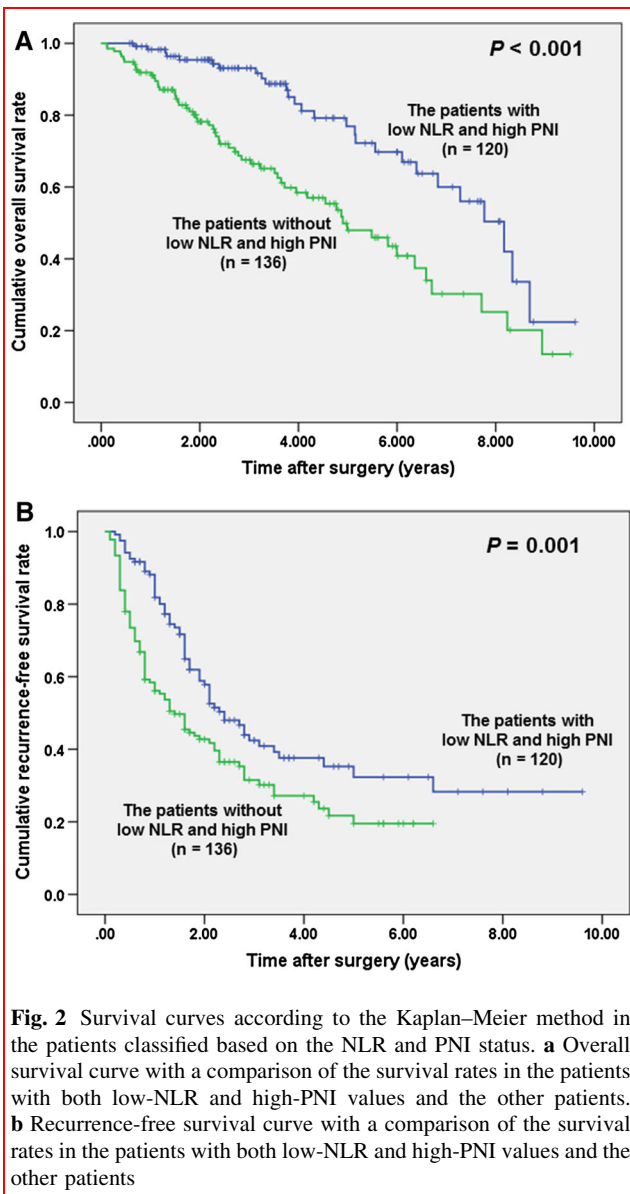 A
P < 0.001
1.0
0.8
0.6
0.4
0.2
0.0
Cumulative overall survival rate
The patients with
low NLR and high PNI
(n = 120)
The patients without
low NLR and high PNI
(n = 136)
.000 2.000 4.000 6.000 8.000 10.000
Time after surgery (yeras)
B
P = 0.001
1.0
0.8
0.6
0.4
0.2
0.0
Cumulative recurrence-free survival rate
The patients with
low NLR and high PNI
(n = 120)
The patients without
low NLR and high PNI
(n = 136)
.00 2.00 4.00 6.00 8.00 10.00
Time after surgery (years)
Fig. 2 Survival curves according to the Kaplan–Meier method in
the patients classified based on the NLR and PNI status. a Overall
survival curve with a comparison of the survival rates in the patients
with both low-NLR and high-PNI values and the other patients.
b Recurrence-free survival curve with a comparison of the survival
rates in the patients with both low-NLR and high-PNI values and the
other patients